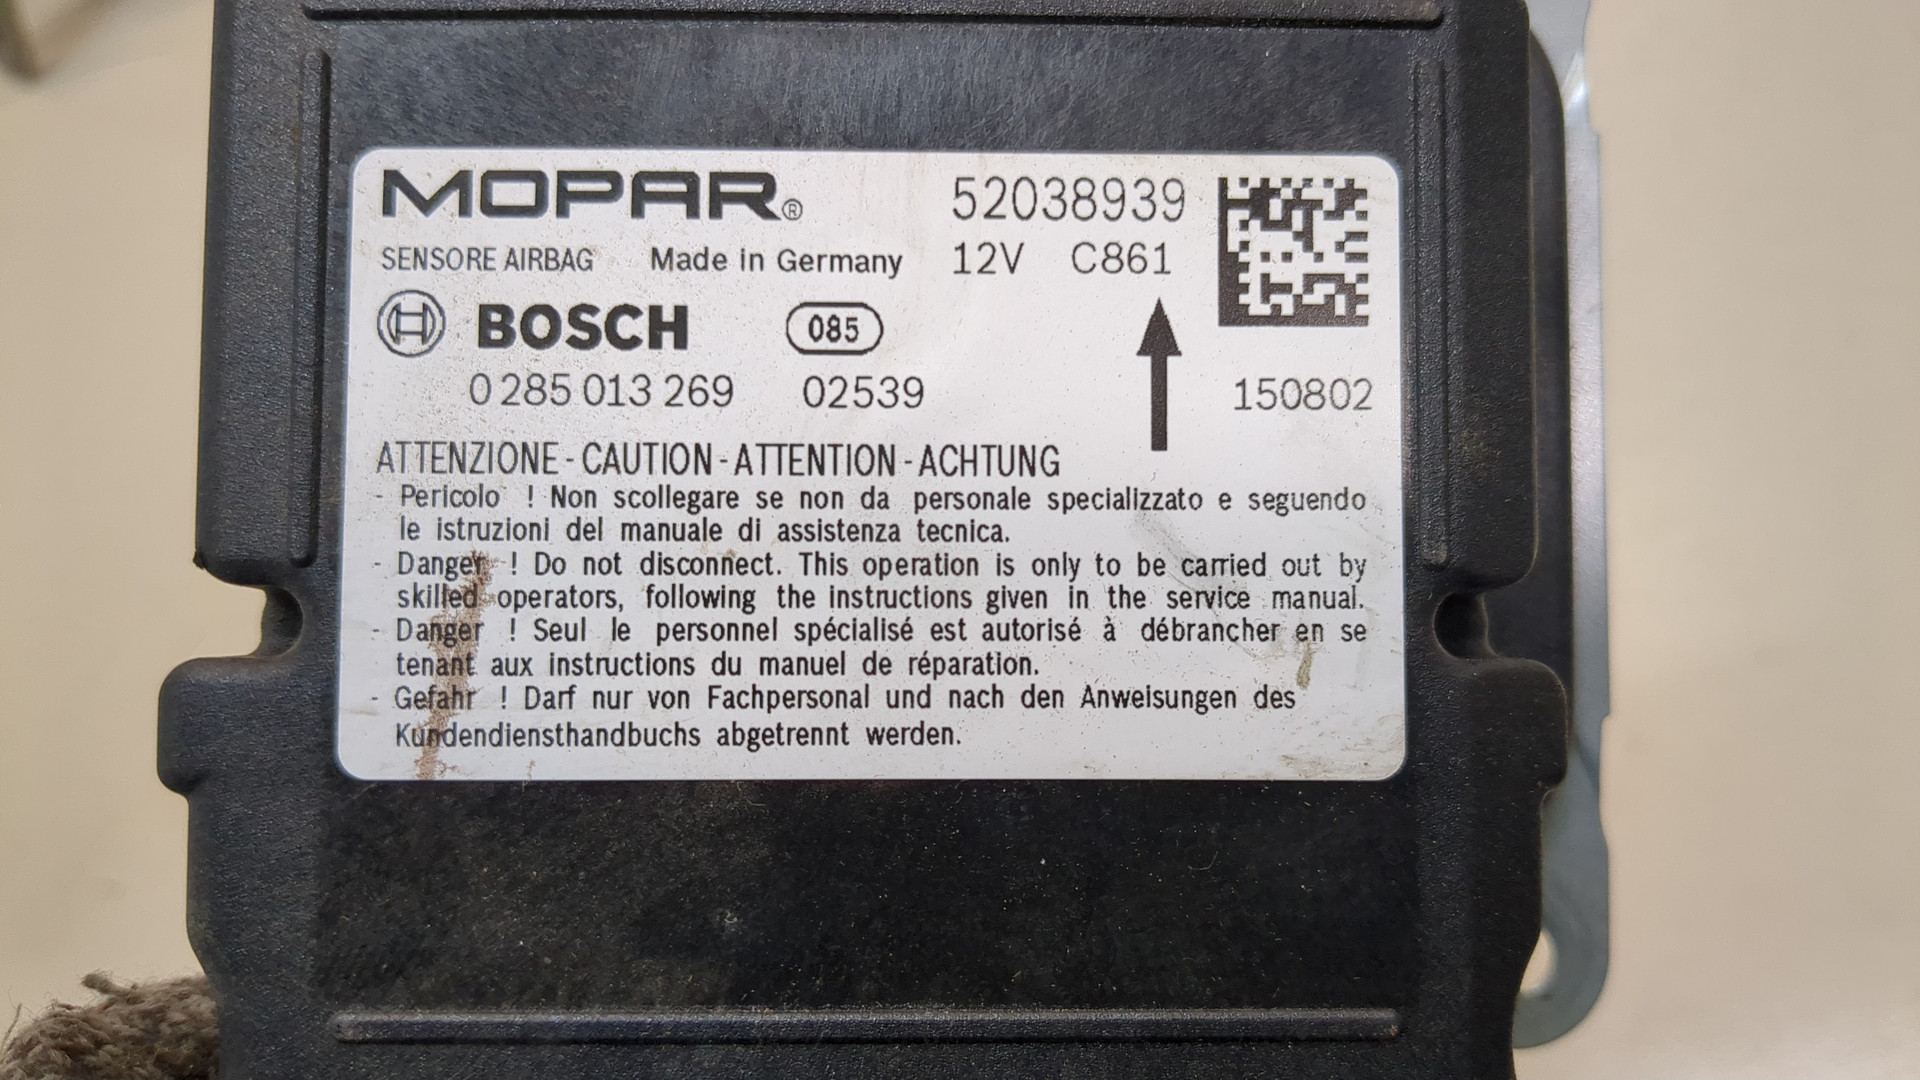 MOPAR® 52038939
SENSORE AIRBAG Made in Germany 12V C861
BOSCH 085
0 285 013 269 02539 150802
ATTENZIONE - CAUTION - ATTENTION - ACHTUNG
- Pericolo ! Non scollegare se non da personale specializzato e seguendo
le istruzioni del manuale di assistenza tecnica.
- Danger ! Do not disconnect. This operation is only to be carried out by
skilled operators, following the instructions given in the service manual.
- Danger ! Seul le personnel spécialisé est autorisé à débrancher en se
tenant aux instructions du manuel de réparation.
- Gefahr ! Darf nur von Fachpersonal und nach den Anweisungen des
Kundendiensthandbuchs abgetrennt werden.